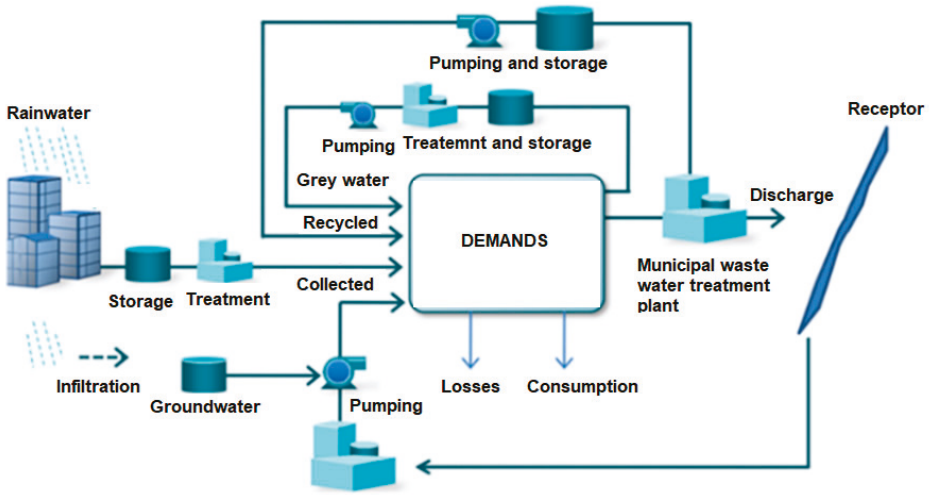 Pumping and storage
Rainwater
Receptor
Pumping
Treatemnt and storage
Grey water
Discharge
Recycled
DEMANDS
Municipal waste
water treatment
plant
Collected
Storage
Treatment
Infiltration
Losses
Consumption
Groundwater
Pumping